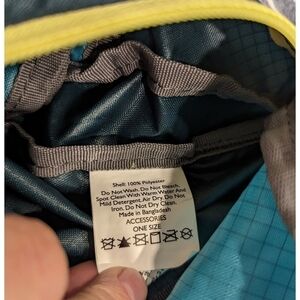 Shell: 100% Polyester
Do Not Wash. Do Not Bleach.
Spot Clean With Warm Water And
Mild Detergent. Air Dry. Do Not
Iron. Do Not Dry Clean.
Made in Bangladesh
ACCESSORIES
ONE SIZE